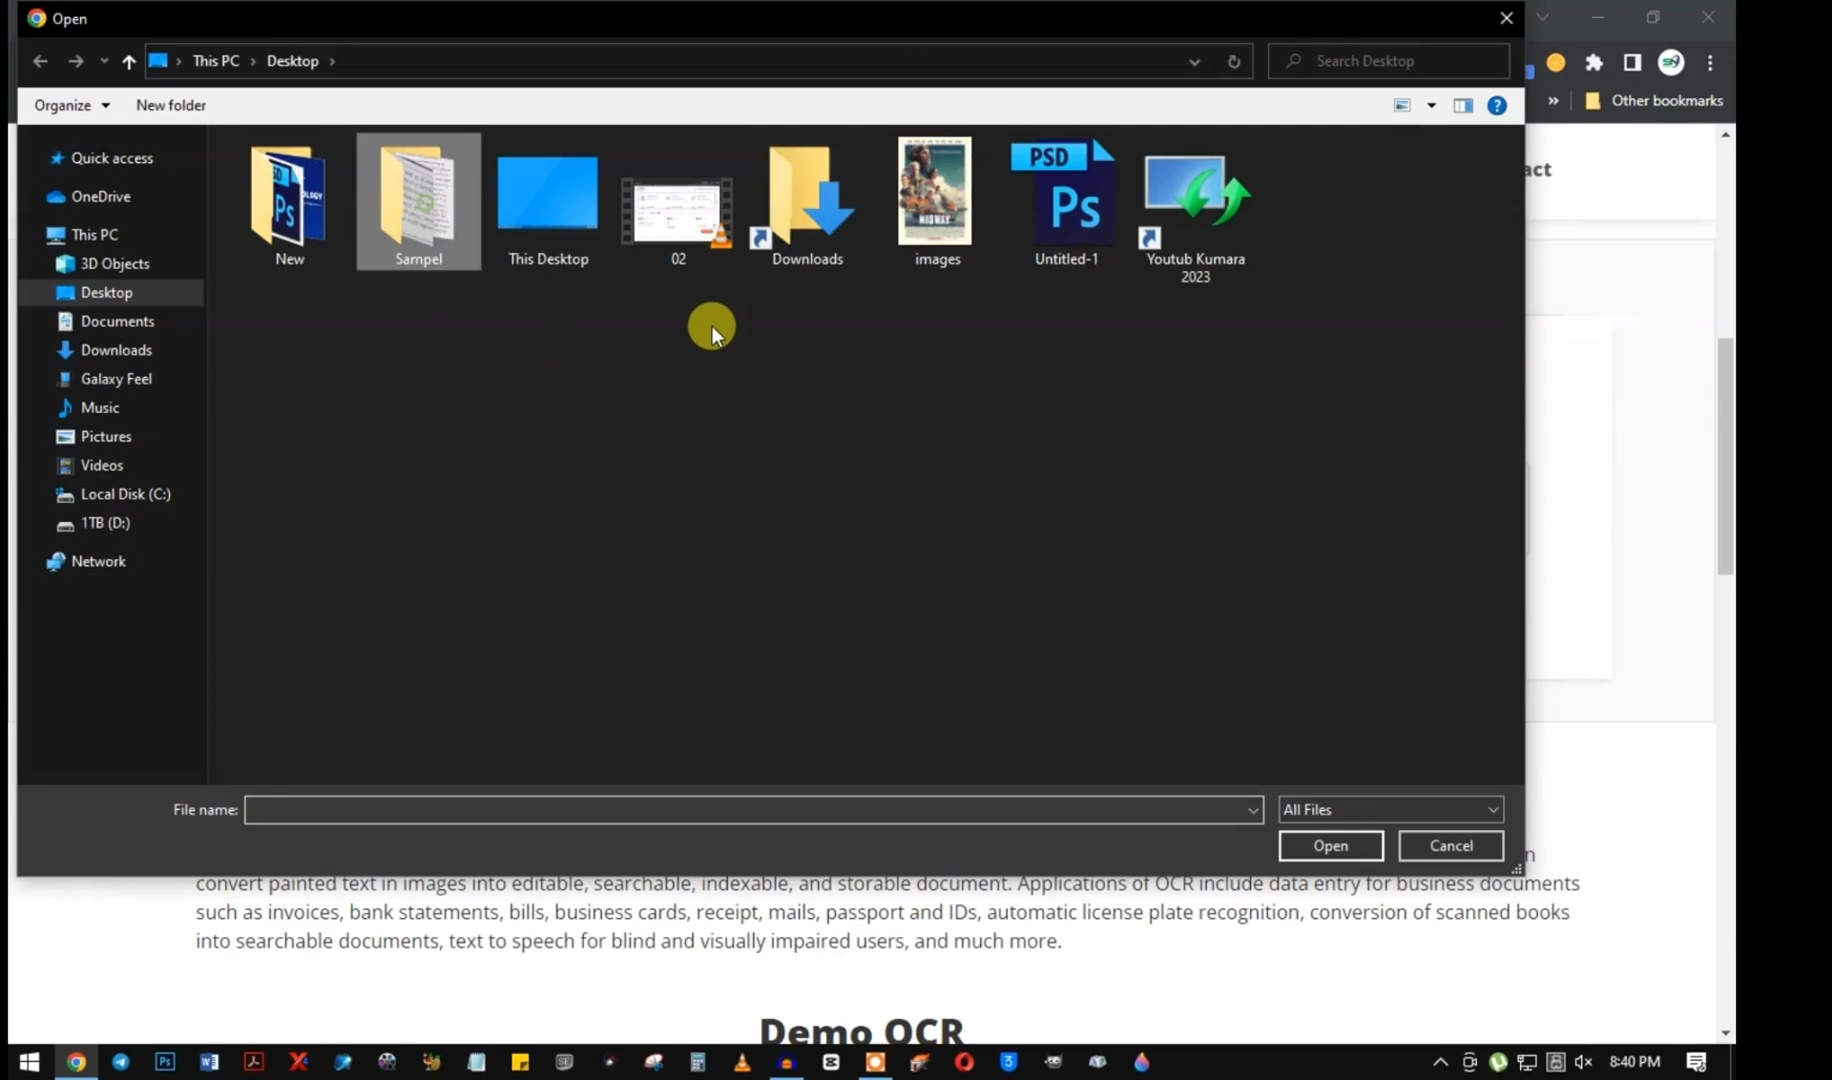 Open
This PC > Desktop >
Search Desktop
Organize
New folder
Other bookmarks
Quick access
OneDrive
This PC
3D Objects
Desktop
Documents
Downloads
Galaxy Feel
Music
Pictures
Videos
Local Disk (C:)
1TB (D:)
Network
PSD
Ps
MIDWAY
PSD
Ps
New
Sampel
This Desktop
02
Downloads
images
Untitled-1
Youtub Kumara
2023
act
File name:
All Files
Open
Cancel
n
convert painted text in images into editable, searchable, indexable, and storable document. Applications of OCR include data entry for business documents
such as invoices, bank statements, bills, business cards, receipt, mails, passport and IDs, automatic license plate recognition, conversion of scanned books
into searchable documents, text to speech for blind and visually impaired users, and much more.
Demo OCR
8:40 PM